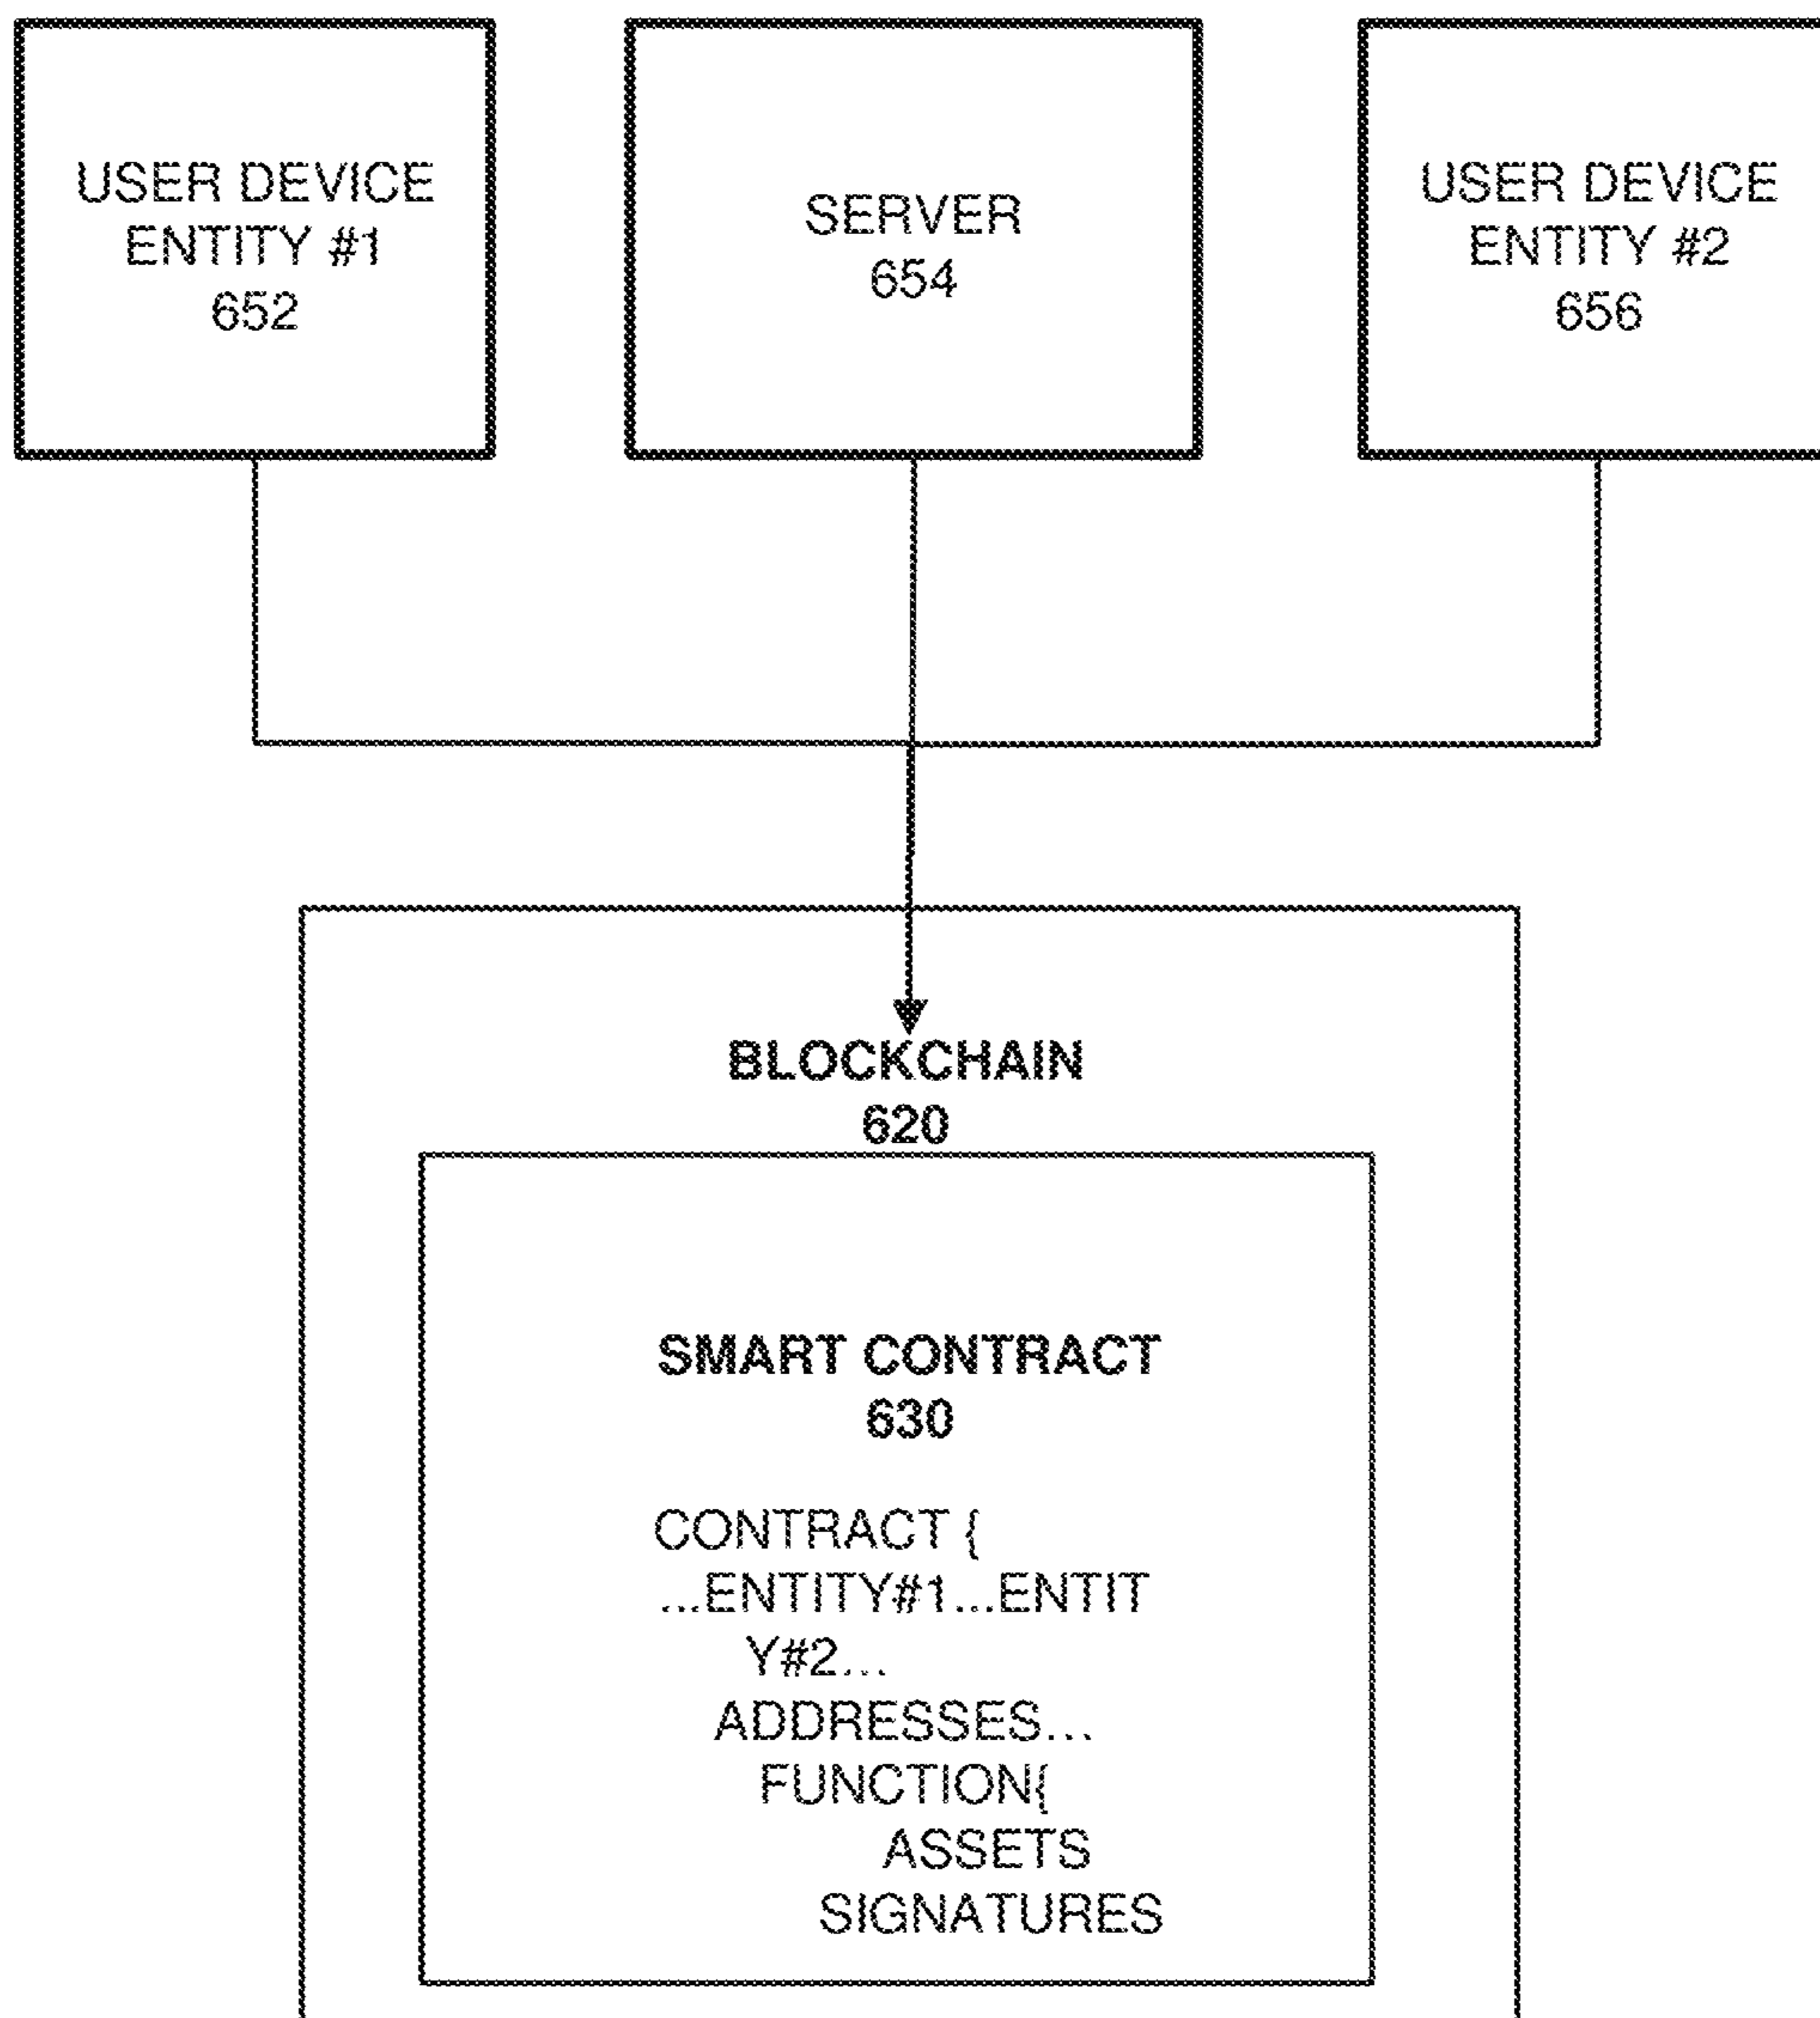 USER DEVICE
ENTITY #1
652
SERVER
654
USER DEVICE
ENTITY #2
656
BLOCKCHAIN
620
SMART CONTRACT
630
CONTRACT {
...ENTITY#1...ENTIT
Y#2...
ADDRESSES...
FUNCTION{
ASSETS
SIGNATURES